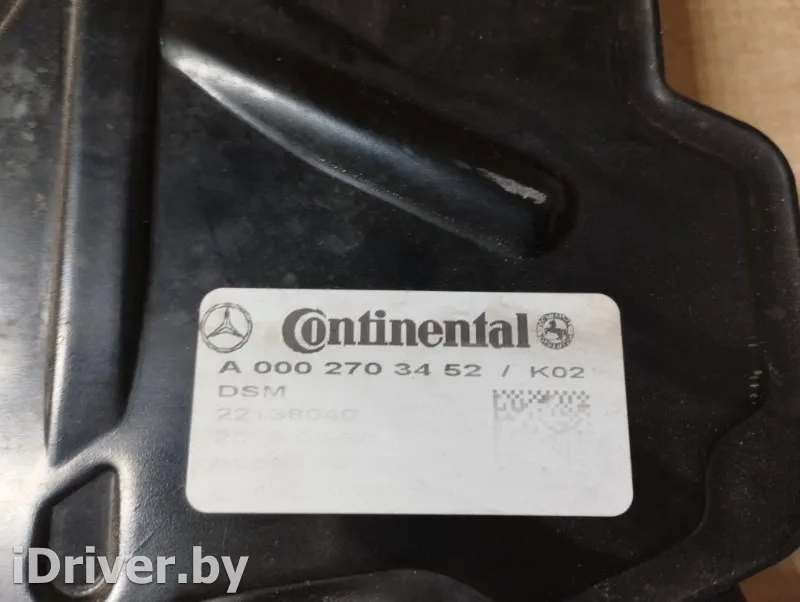 Continental
A 000 270 34 52 / K02
DSM
iDriver.by